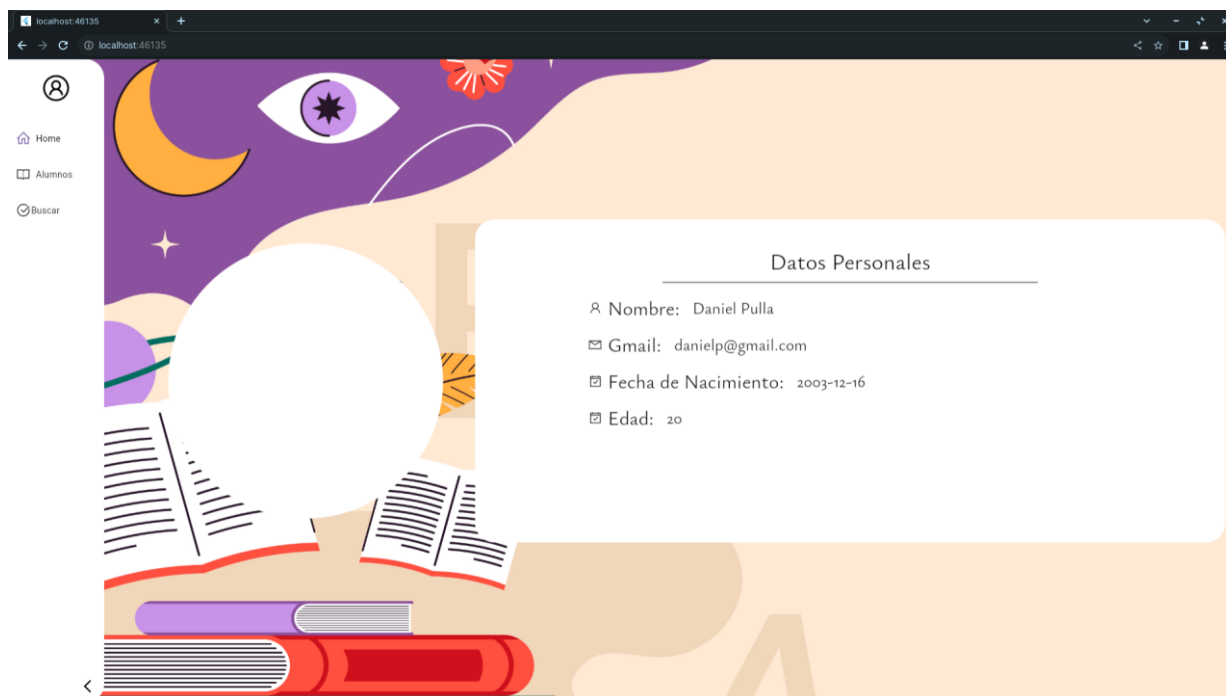 localhost:46135
localhost:46135
Home
Alumnos
Buscar
Datos Personales
Nombre: Daniel Pulla
Gmail: danielp@gmail.com
Fecha de Nacimiento: 2003-12-16
Edad: 20